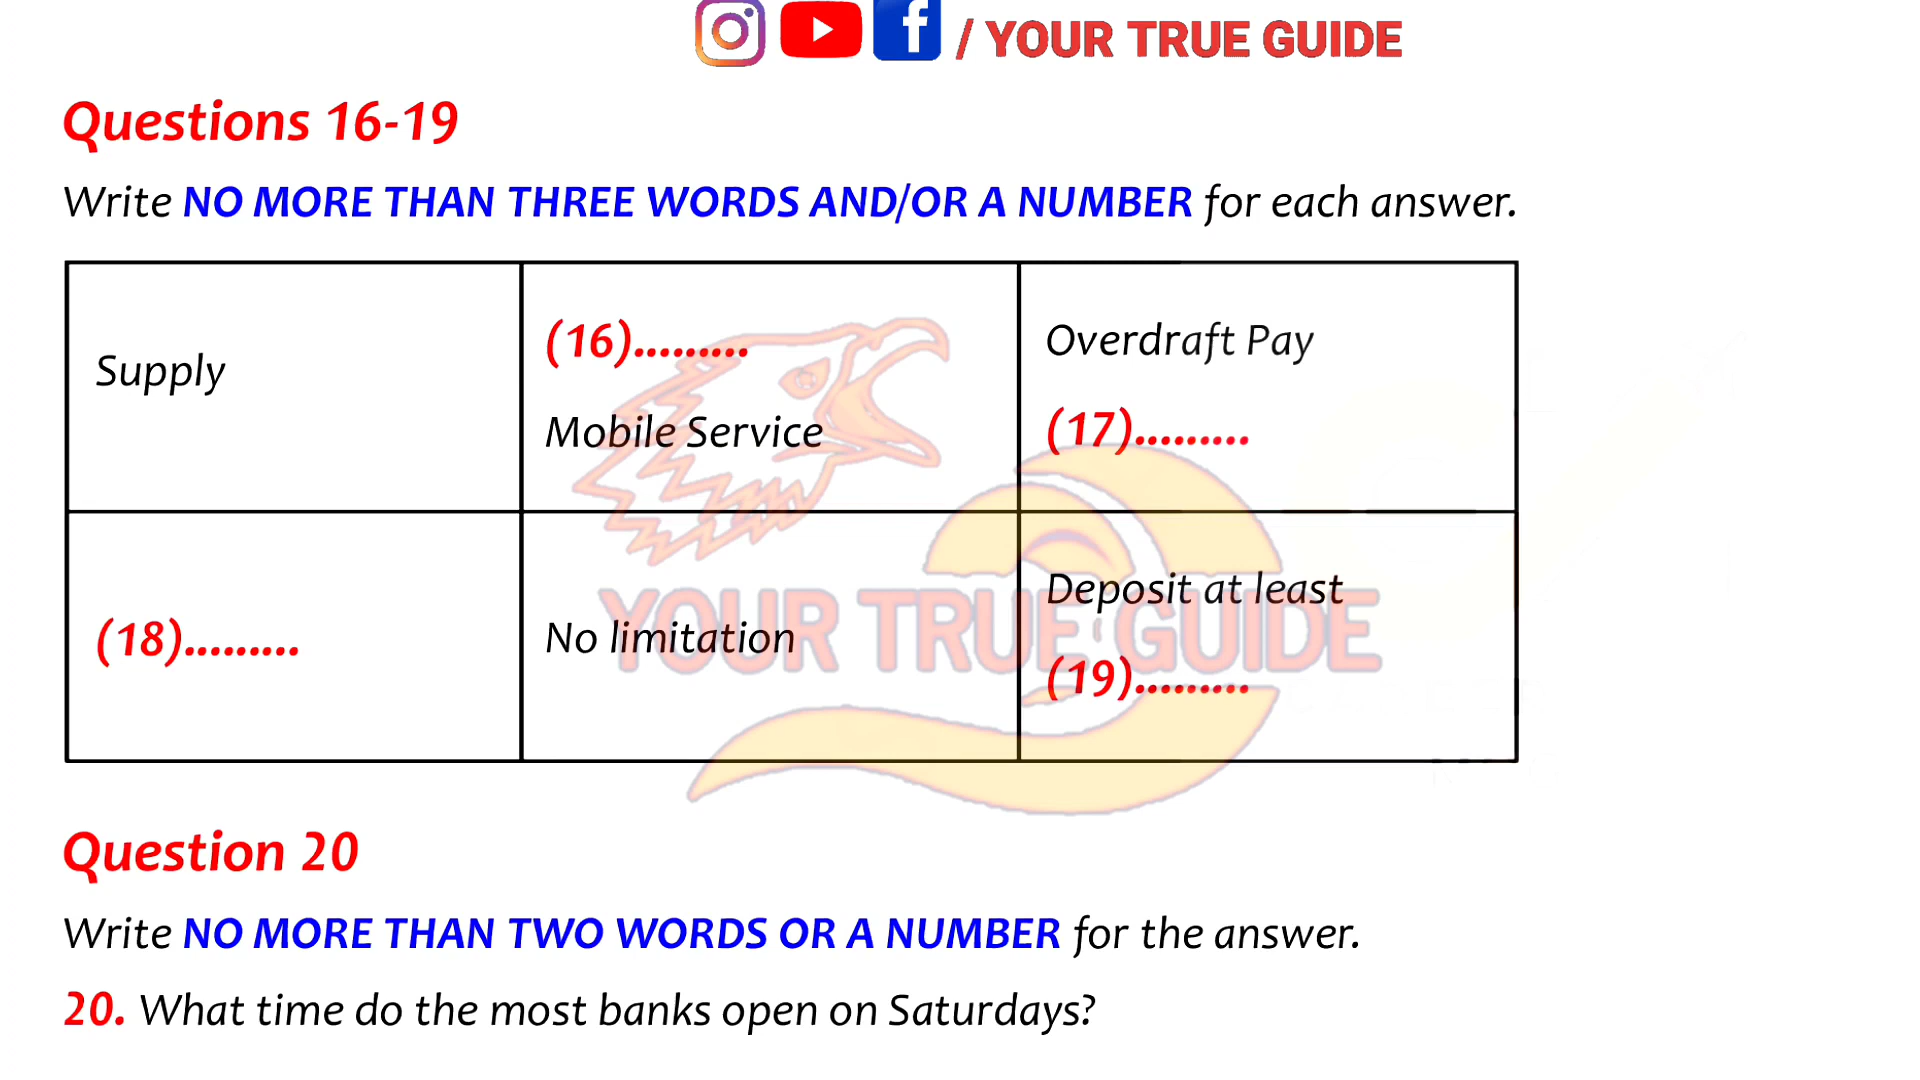 / YOUR TRUE GUIDE
Questions 16-19
Write NO MORE THAN THREE WORDS AND/OR A NUMBER for each answer.
Supply
(16).........
Mobile Service
Overdraft Pay
(17).........
(18).........
No limitation
Deposit at least
(19).........
YOUR TRUE GUIDE
Question 20
Write NO MORE THAN TWO WORDS OR A NUMBER for the answer.
20. What time do the most banks open on Saturdays?